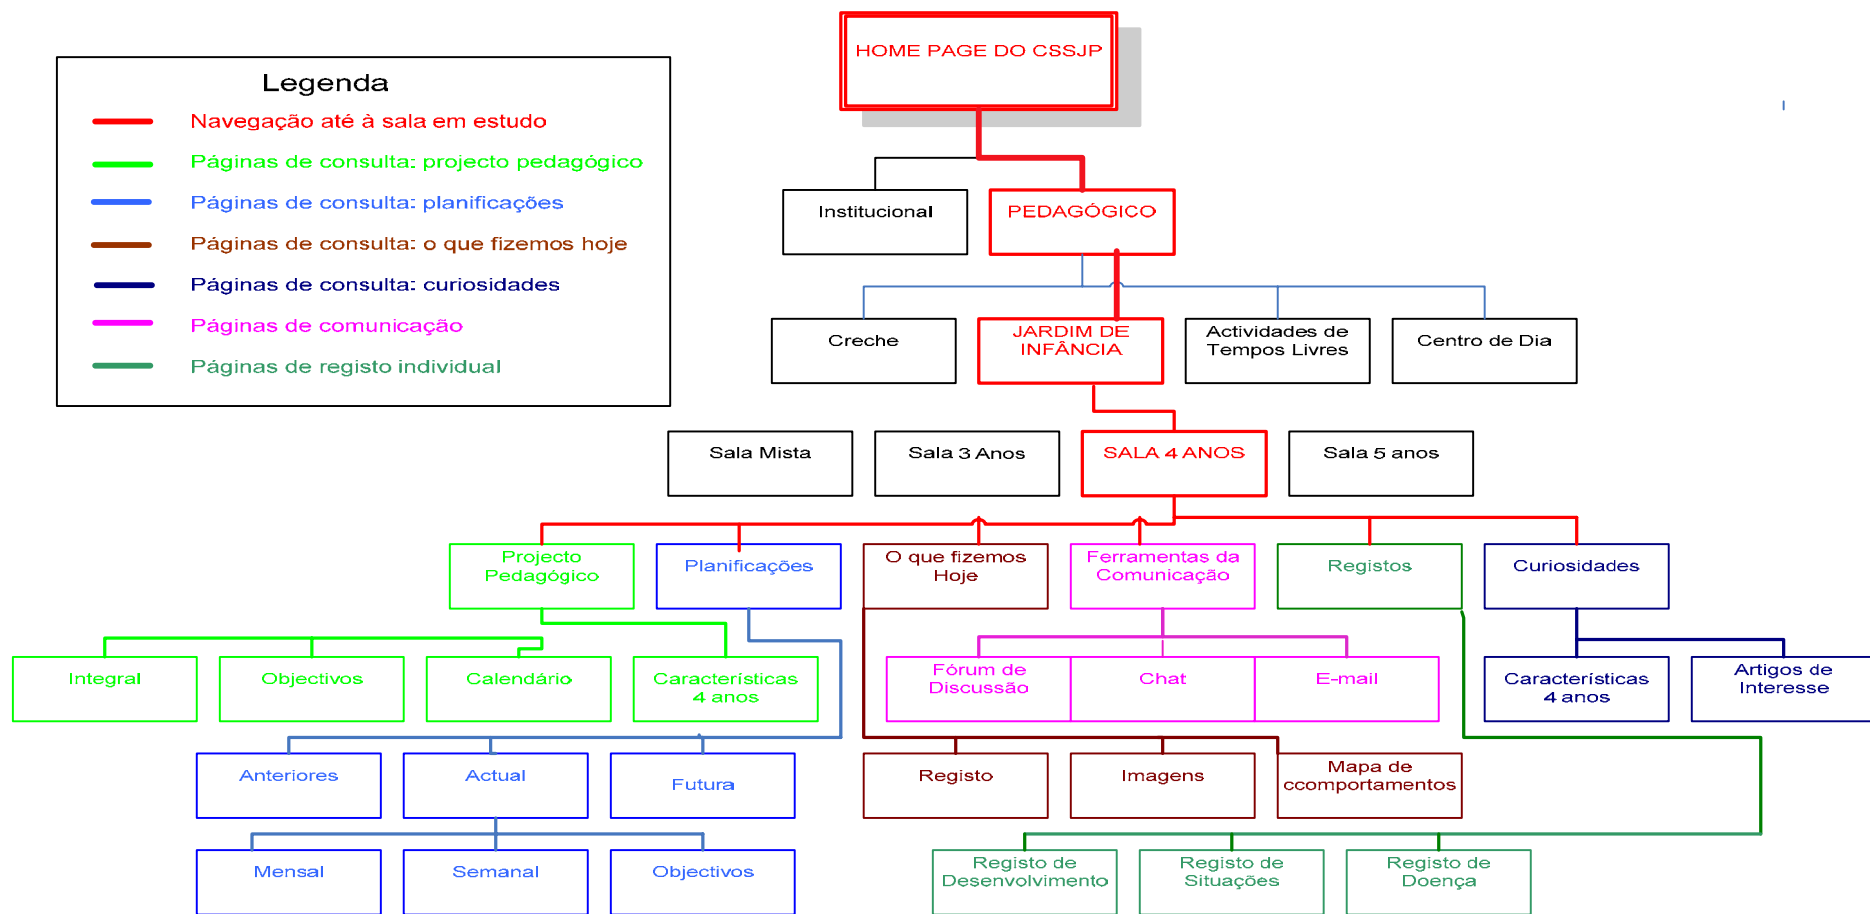 HOME PAGE DO CSSJP
Legenda
Navegação até à sala em estudo
Páginas de consulta: projecto pedagógico
Páginas de consulta: planificações
Páginas de consulta: o que fizemos hoje
Páginas de consulta: curiosidades
Páginas de comunicação
Páginas de registo individual
Institucional
PEDAGÓGICO
Creche
JARDIM DE
INFÂNCIA
Actividades de
Tempos Livres
Centro de Dia
Sala Mista
Sala 3 Anos
SALA 4 ANOS
Sala 5 anos
Projecto
Pedagógico
Planificações
O que fizemos
Hoje
Ferramentas da
Comunicação
Registos
Curiosidades
Integral
Objectivos
Calendário
Características
4 anos
Fórum de
Discussão
Chat
E-mail
Características
4 anos
Artigos de
Interesse
Anteriores
Actual
Futura
Registo
Imagens
Mapa de
ccomportamentos
Mensal
Semanal
Objectivos
Registo de
Desenvolvimento
Registo de
Situações
Registo de
Doença